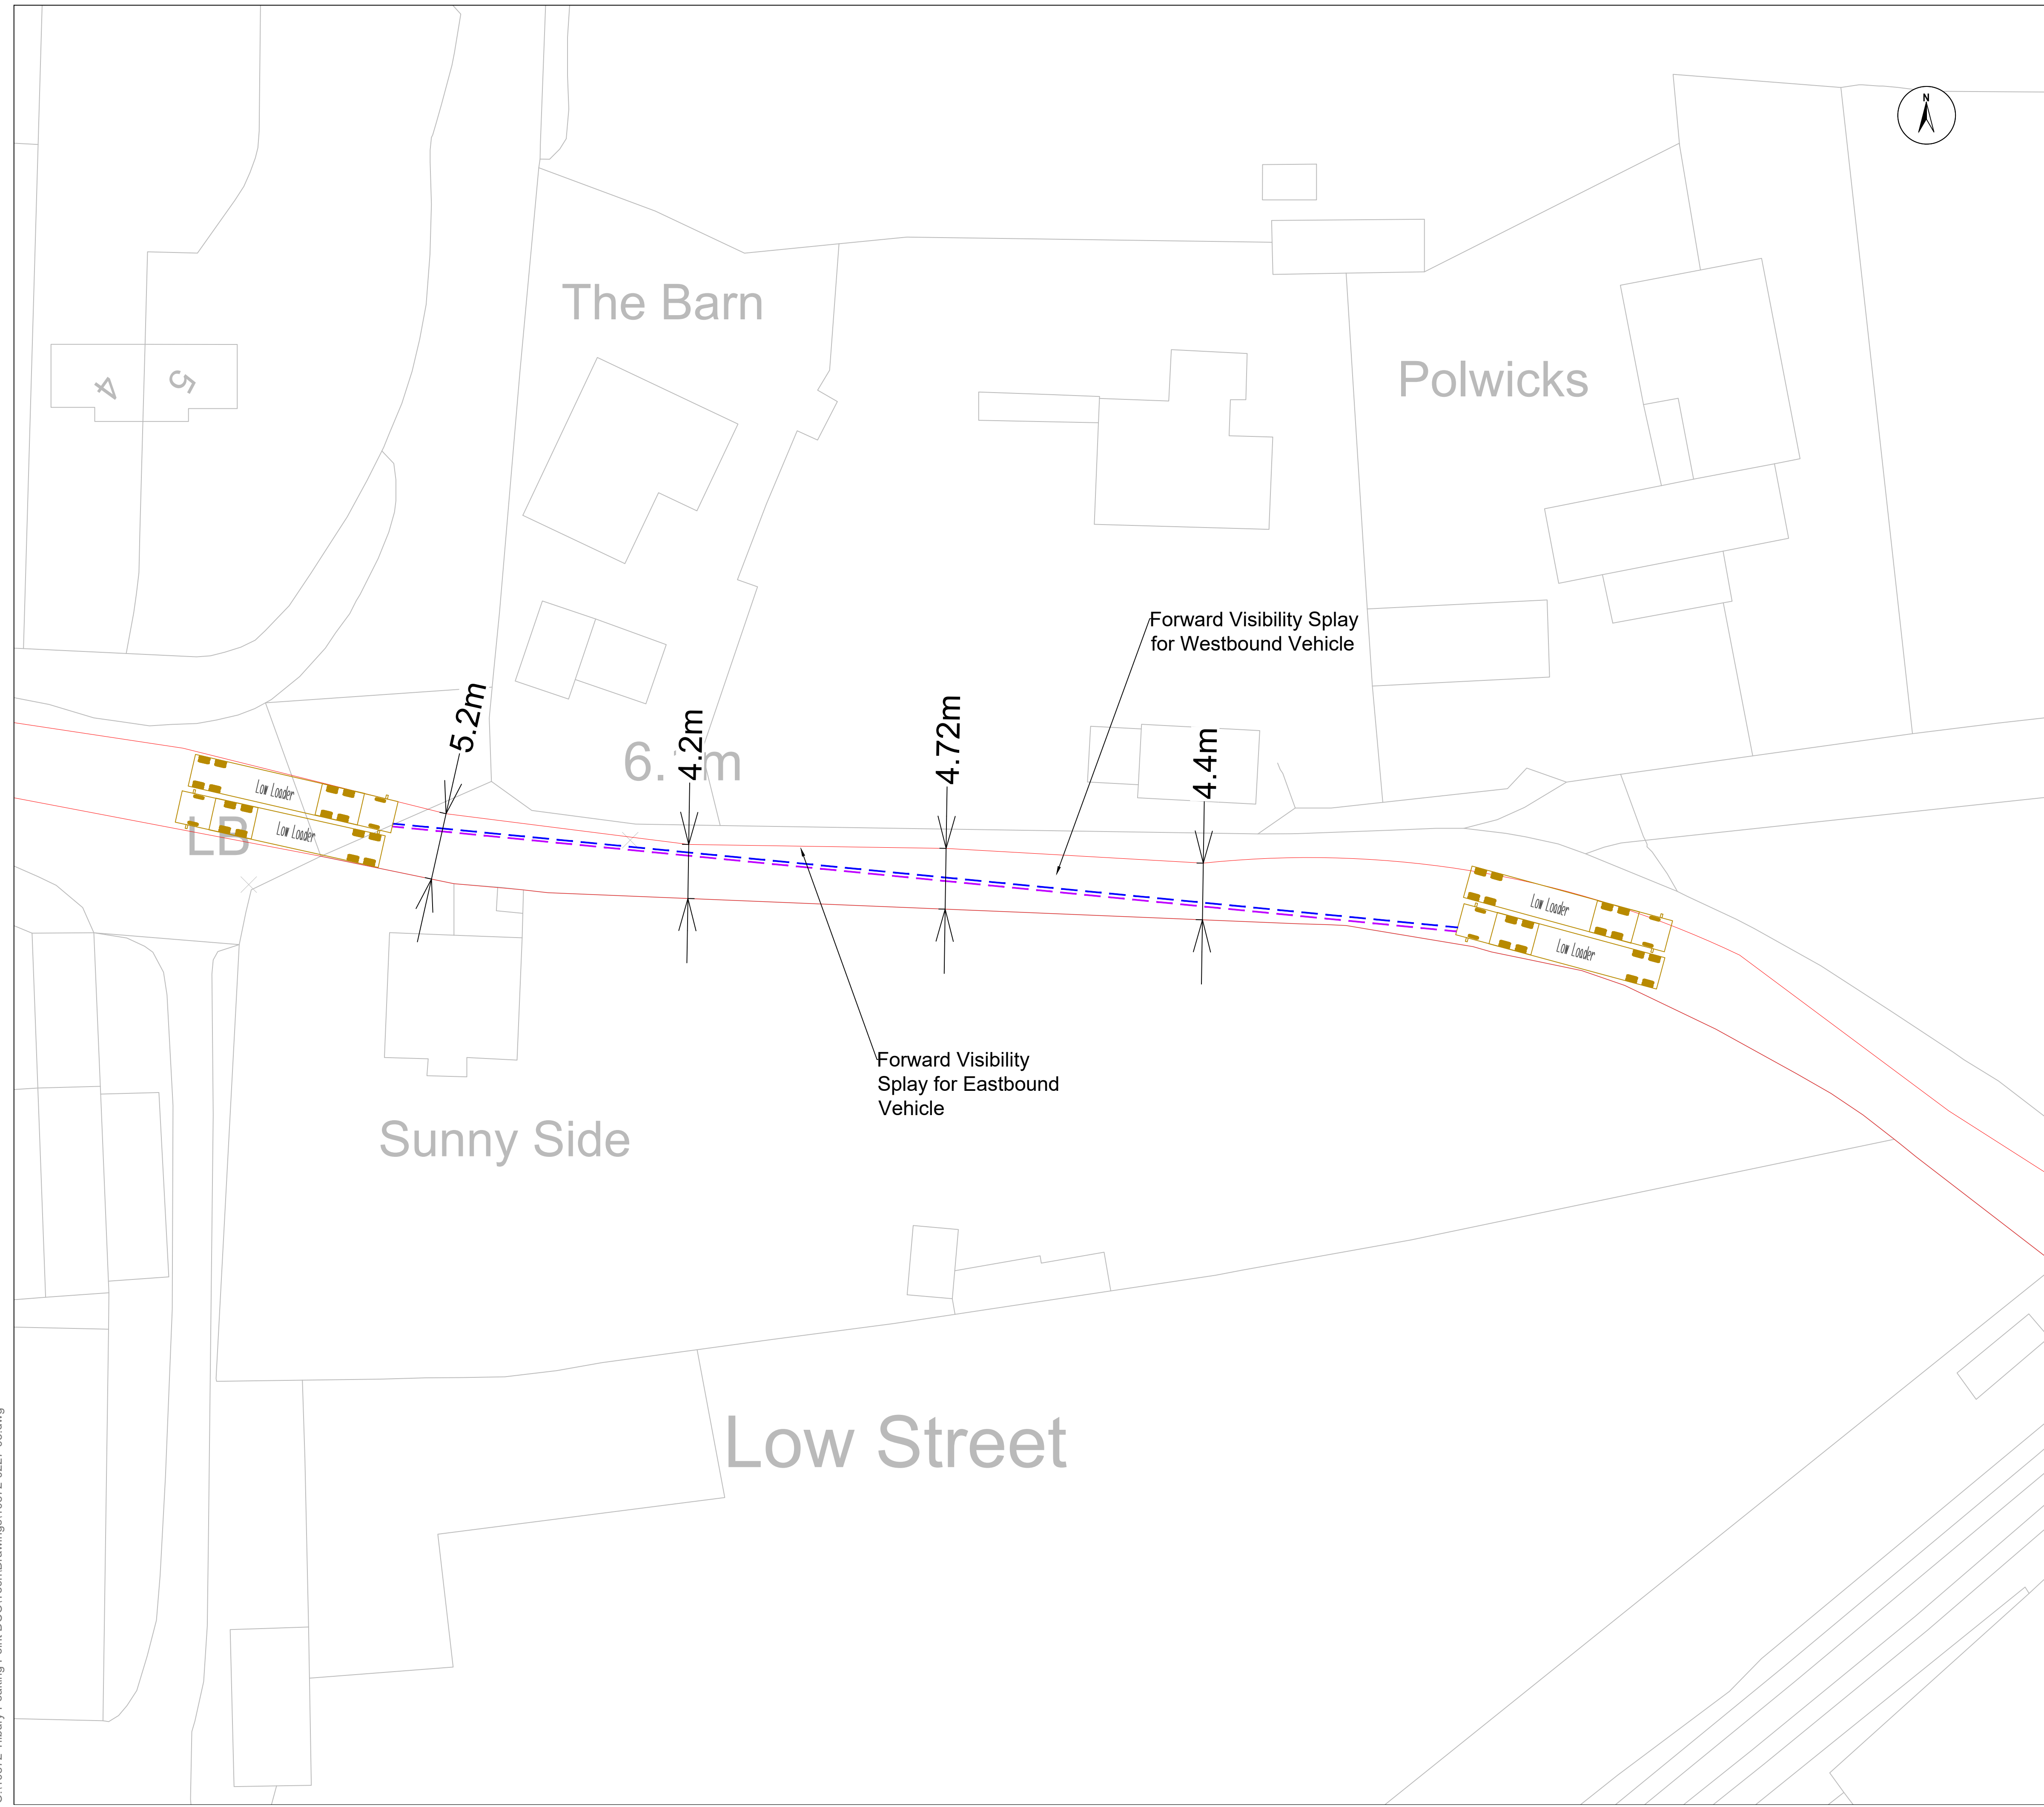 N
The Barn
Polwicks
4
5
Forward Visibility Splay
for Westbound Vehicle
5.2m
4.2m
4.72m
4.4m
Low Loader
Low Loader
LB
Low Loader
Low Loader
Forward Visibility
Splay for Eastbound
Vehicle
Sunny Side
Low Street